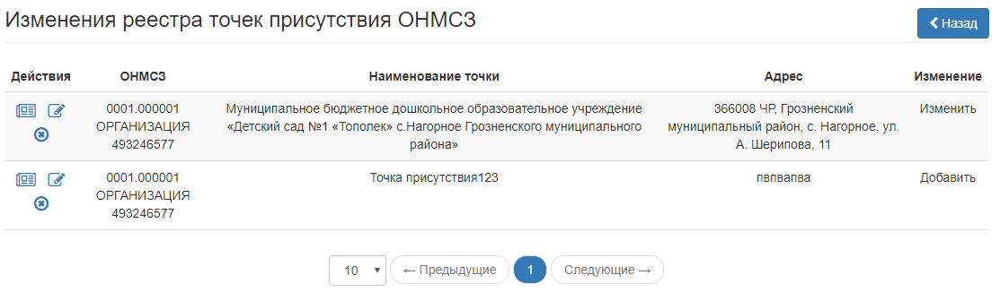 Изменения реестра точек присутствия ОНМСЗ
Назад
Действия ОНМСЗ Наименование точки Адрес Изменение
0001.000001
ОРГАНИЗАЦИЯ
493246577
Муниципальное бюджетное дошкольное образовательное учреждение
«Детский сад №1 «Тополек» с.Нагорное Грозненского муниципального
района»
366008 ЧР, Грозненский
муниципальный район, с. Нагорное, ул.
А. Шерипова, 11
Изменить
0001.000001
ОРГАНИЗАЦИЯ
493246577
Точка присутствия123
пвпвапва
Добавить
10
← Предыдущие
1
Следующие →